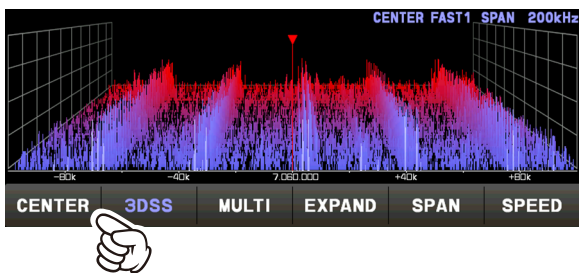 CENTER FAST1 SPAN 200kHz
-80k -40k 7.060.000 +40k +80k
CENTER 3DSS MULTI EXPAND SPAN SPEED